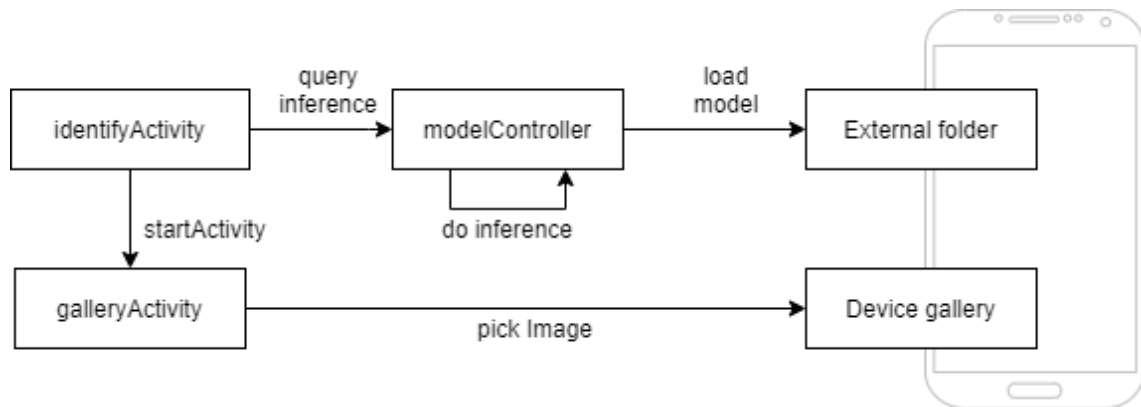 query
inference
load
model
identifyActivity
modelController
External folder
startActivity
do inference
galleryActivity
Device gallery
pick Image